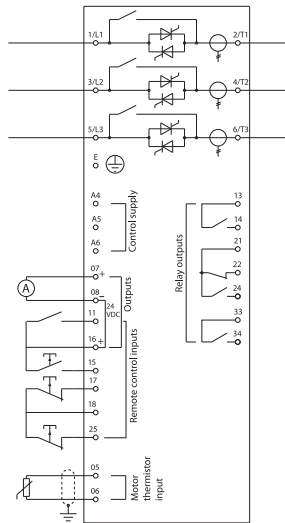 1/L1
2/T1
3/L2
4/T2
5/L3
6/T3
E
A4
A5
A6
Control supply
13
14
21
22
24
33
34
Relay outputs
07 +
A
08 −
24
VDC
Outputs
11
16 +
15
17
18
25
Remote control inputs
05
06
Motor
thermistor
input